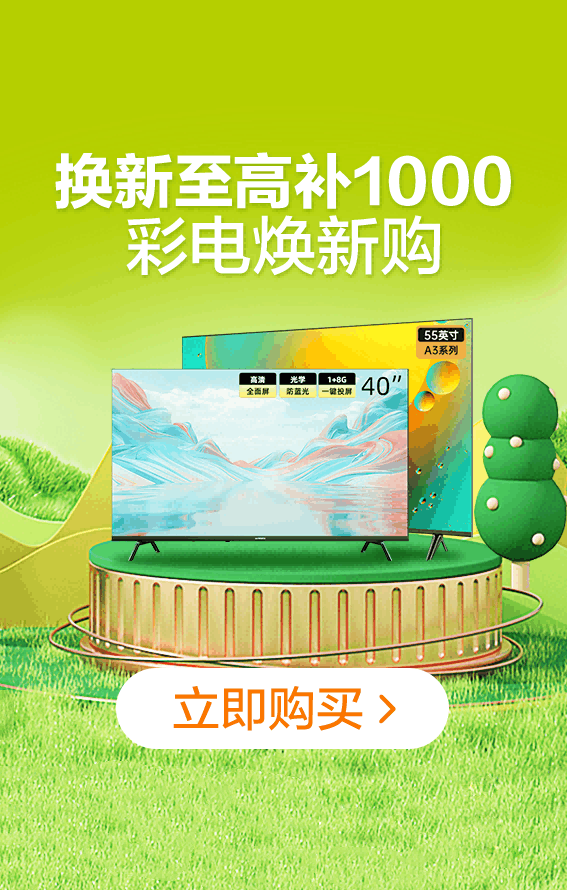 换新至高补1000
彩电焕新购
55英寸
A3系列
高清 光学 1+8G 40″
全面屏 防蓝光 一键投屏
立即购买 >